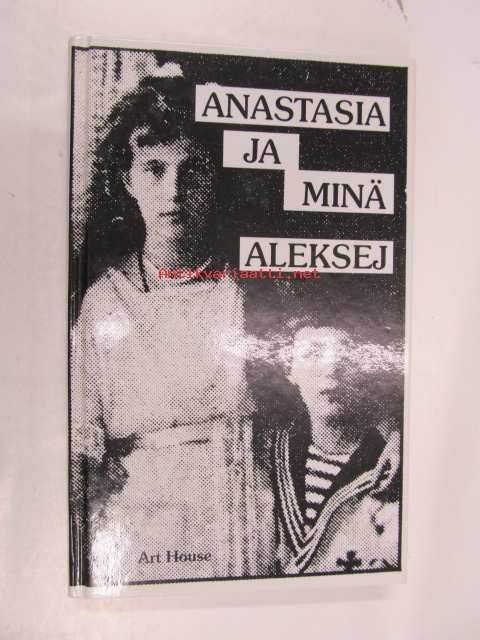 ANASTASIA
JA
MINÄ
ALEKSEJ
Antikvariaatti.net
Art House